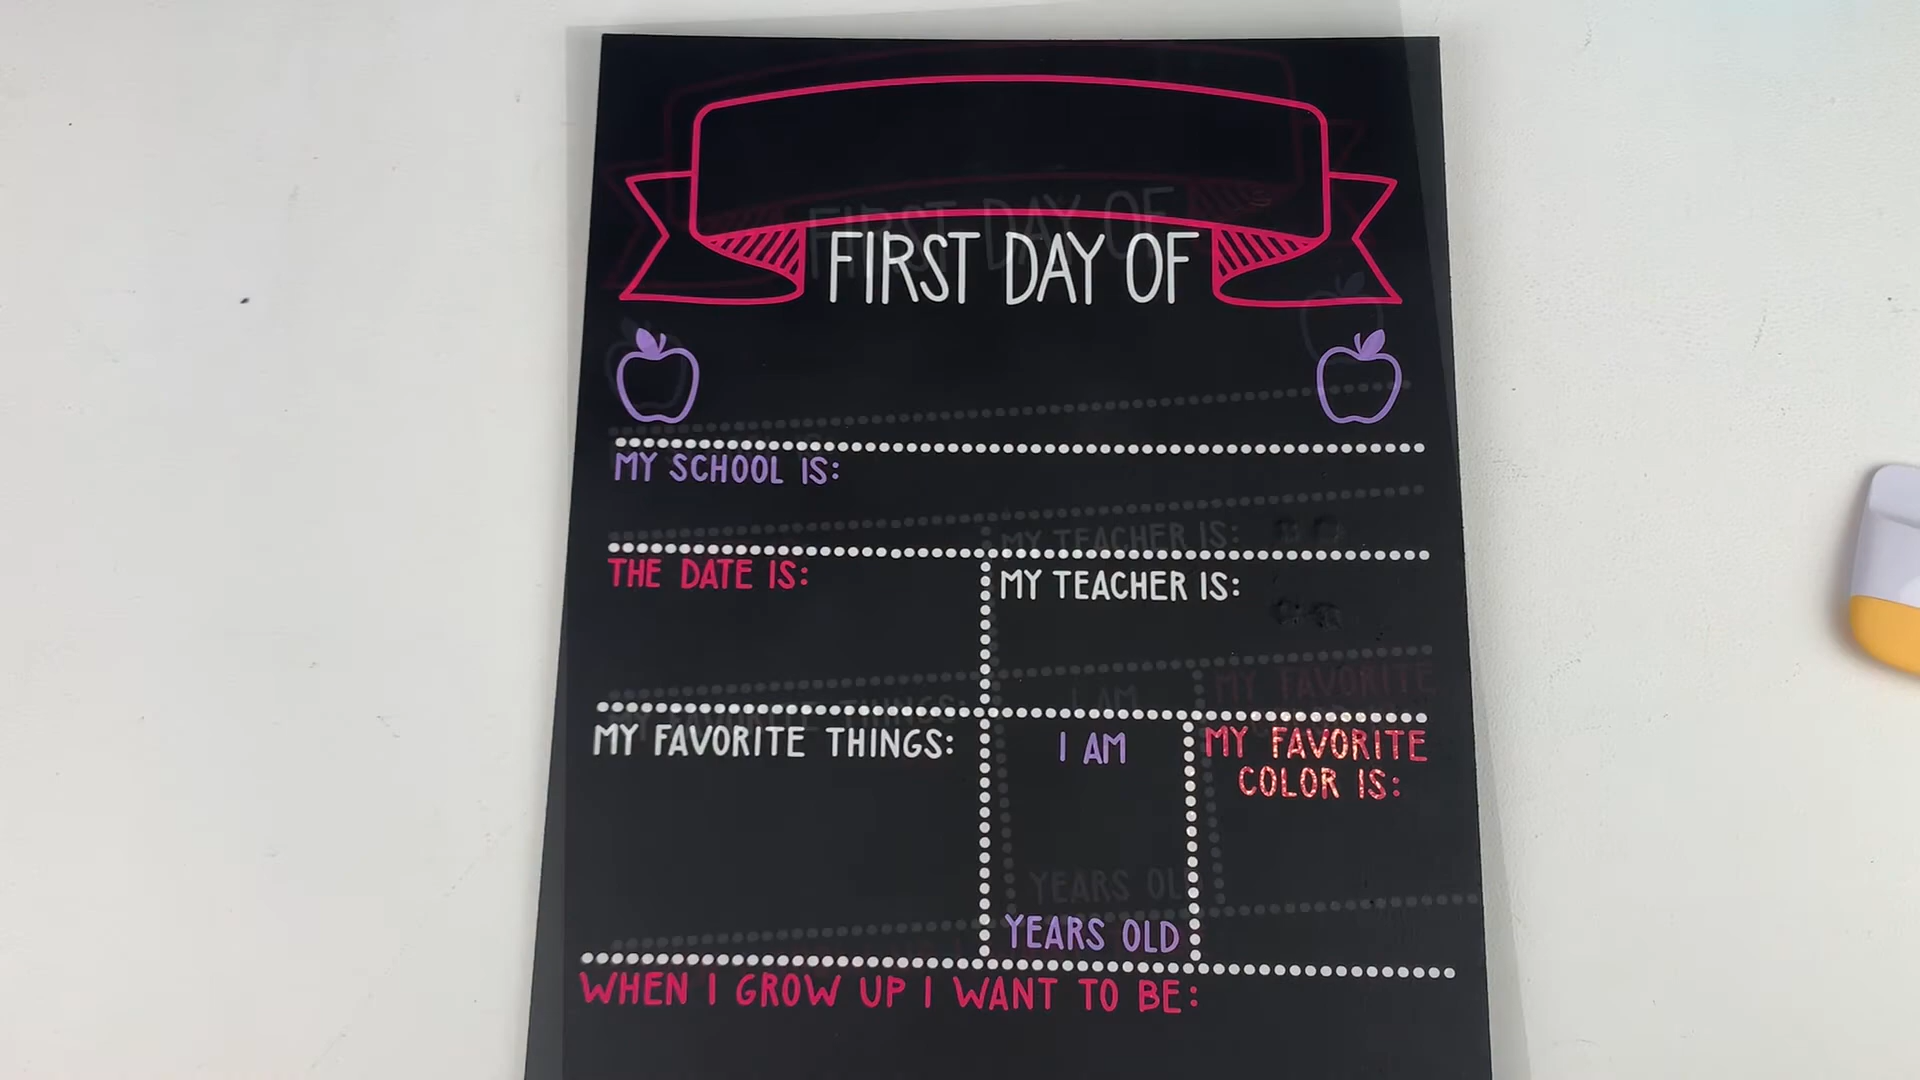 FIRST DAY OF
MY SCHOOL IS:
THE DATE IS:
MY TEACHER IS:
MY FAVORITE THINGS:
I AM
YEARS OLD
MY FAVORITE
COLOR IS:
WHEN I GROW UP I WANT TO BE: